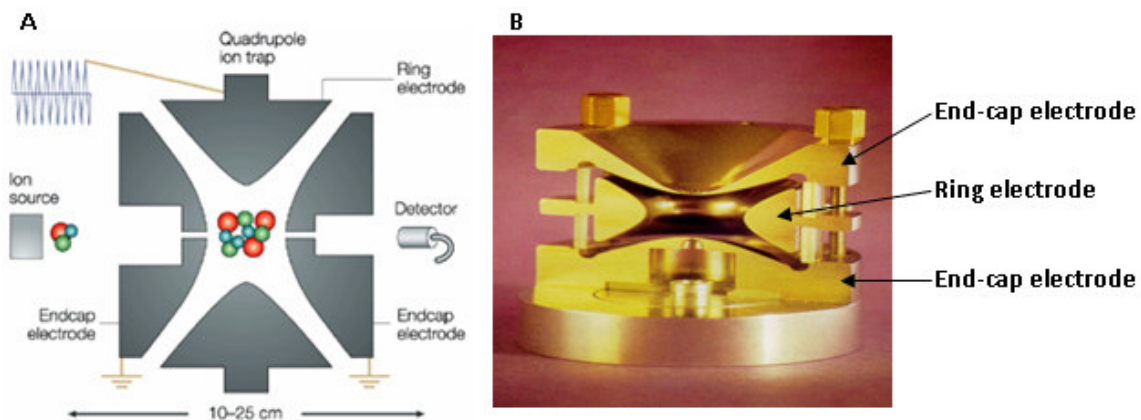 A
Quadrupole
ion trap
Ring
electrode
Ion
source
Detector
Endcap
electrode
Endcap
electrode
10–25 cm
B
End-cap electrode
Ring electrode
End-cap electrode